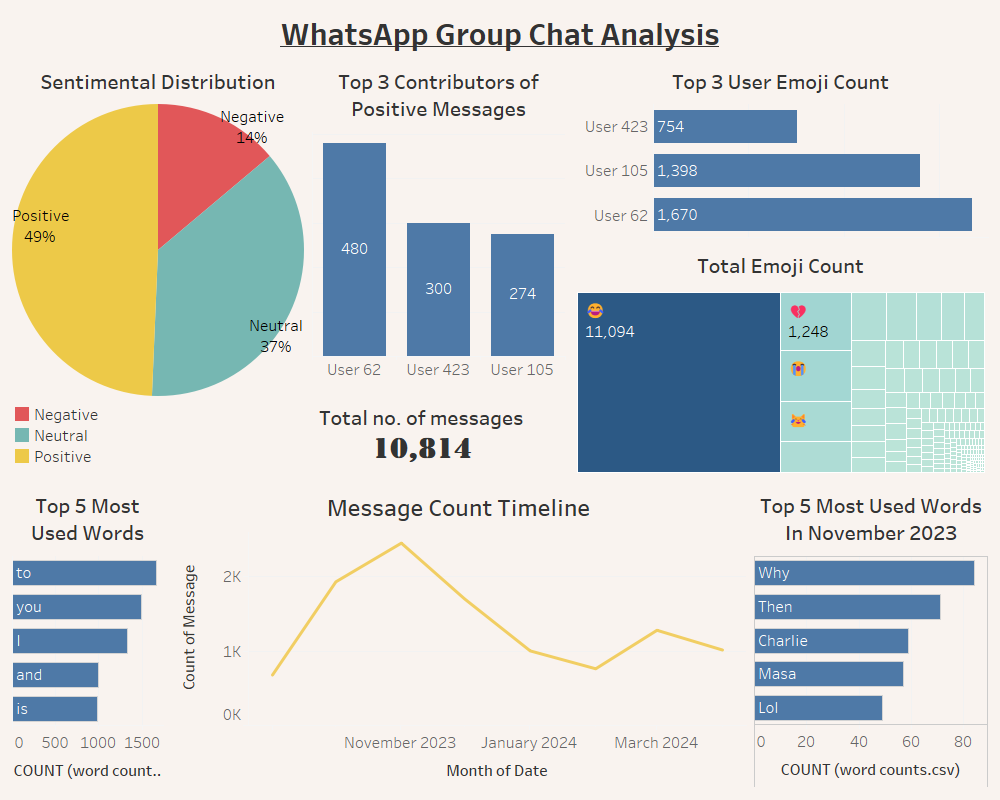 WhatsApp Group Chat Analysis
Sentimental Distribution
Negative
14%
Positive
49%
Neutral
37%
Negative
Neutral
Positive
Top 3 Contributors of
Positive Messages
480
300
274
User 62
User 423
User 105
Total no. of messages
10,814
Top 3 User Emoji Count
User 423
754
User 105
1,398
User 62
1,670
Total Emoji Count
11,094
1,248
Top 5 Most
Used Words
to
you
I
and
is
0 500 1000 1500
COUNT (word count..
Message Count Timeline
Count of Message
2K
1K
0K
November 2023 January 2024 March 2024
Month of Date
Top 5 Most Used Words
In November 2023
Why
Then
Charlie
Masa
Lol
0 20 40 60 80
COUNT (word counts.csv)